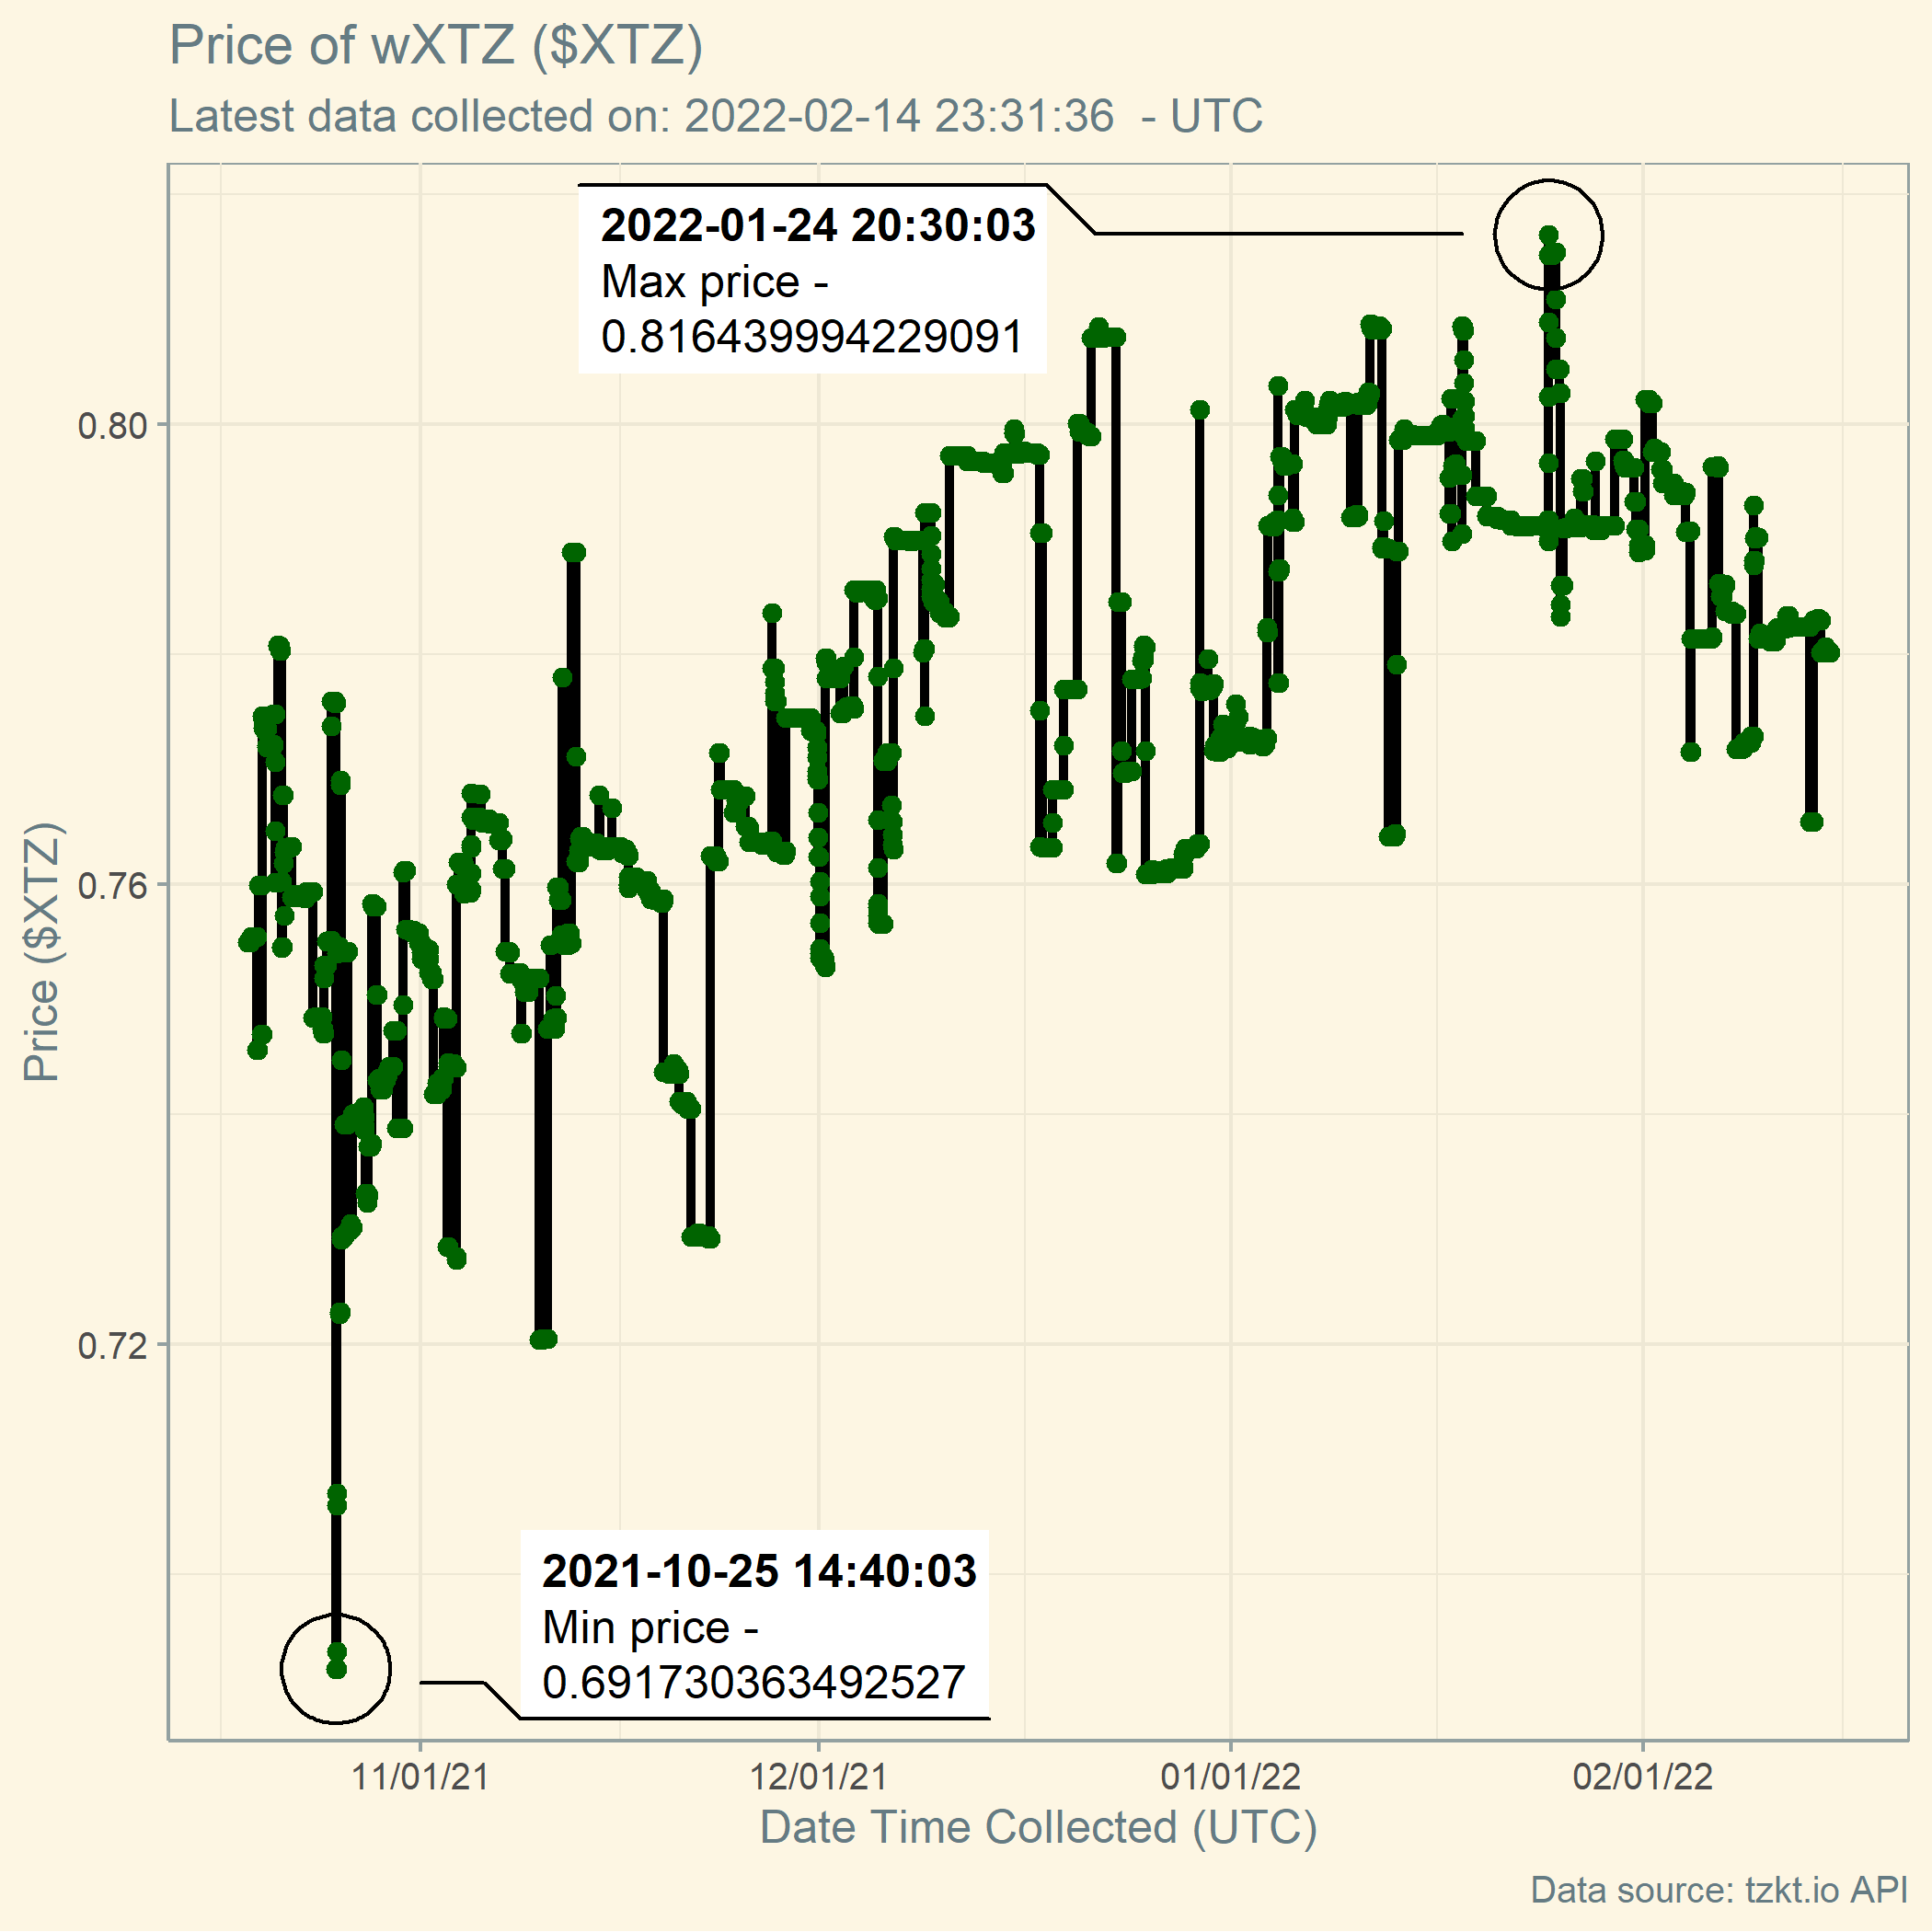 Price of wXTZ ($XTZ)
Latest data collected on: 2022-02-14 23:31:36  - UTC
2022-01-24 20:30:03
Max price -
0.816439994229091
0.80
0.76
0.72
Price ($XTZ)
2021-10-25 14:40:03
Min price -
0.691730363492527
11/01/21
12/01/21
01/01/22
02/01/22
Date Time Collected (UTC)
Data source: tzkt.io API